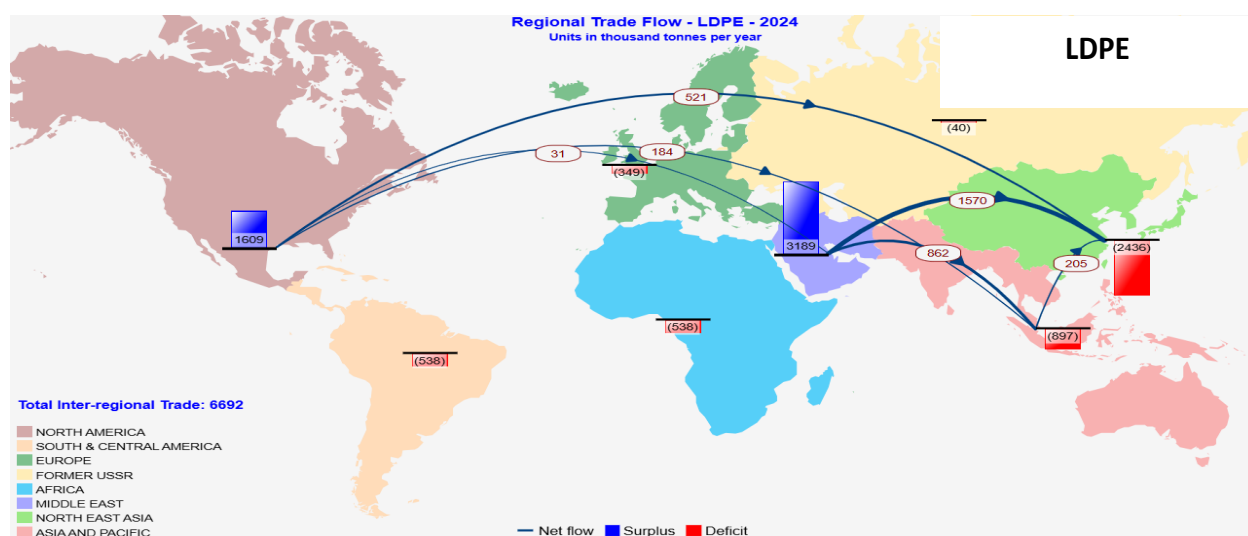 Regional Trade Flow - LDPE - 2024
Units in thousand tonnes per year
LDPE
521
(40)
31
184
(349)
1570
1609
3189
862
205
(2436)
(538)
(897)
(538)
Total Inter-regional Trade: 6692
NORTH AMERICA
SOUTH & CENTRAL AMERICA
EUROPE
FORMER USSR
AFRICA
MIDDLE EAST
NORTH EAST ASIA
ASIA AND PACIFIC
Net flow Surplus Deficit